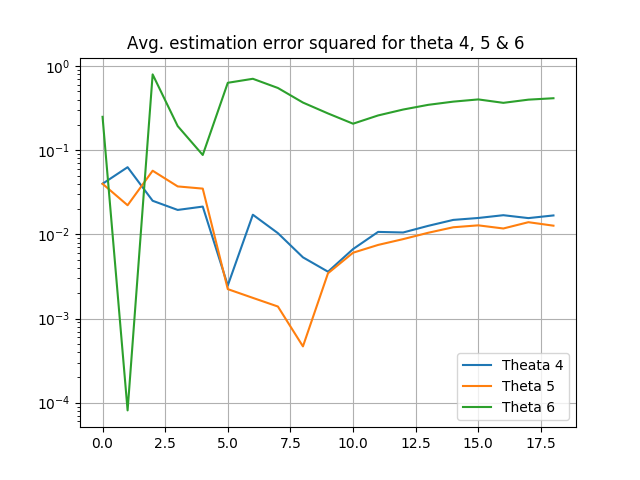 Avg. estimation error squared for theta 4, 5 & 6
10⁰
10⁻¹
10⁻²
10⁻³
10⁻⁴
0.0 2.5 5.0 7.5 10.0 12.5 15.0 17.5
Theata 4
Theta 5
Theta 6